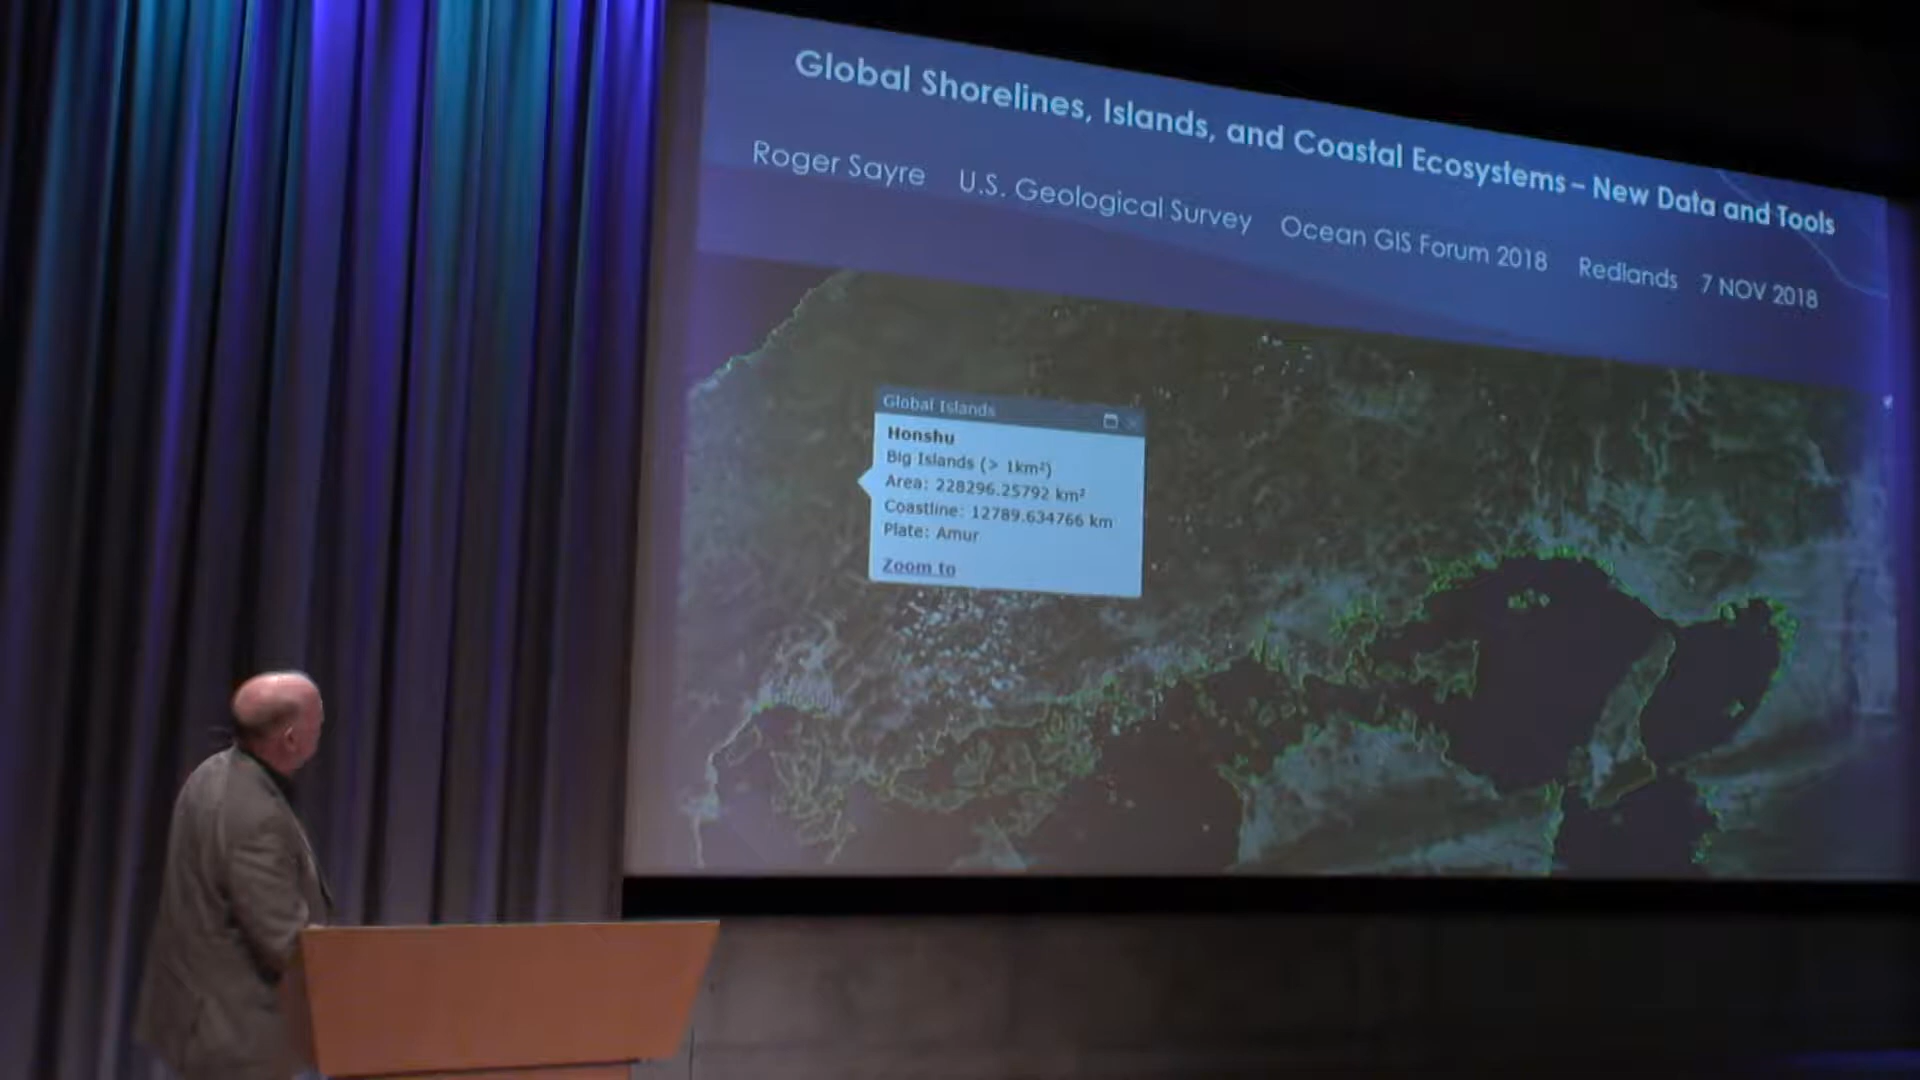 Global Shorelines, Islands, and Coastal Ecosystems – New Data and Tools
Roger Sayre U.S. Geological Survey Ocean GIS Forum 2018 Redlands 7 NOV 2018
Global Islands
Honshu
Big Islands (> 1km²)
Area: 228296.25792 km²
Coastline: 12789.634766 km
Plate: Amur
Zoom to